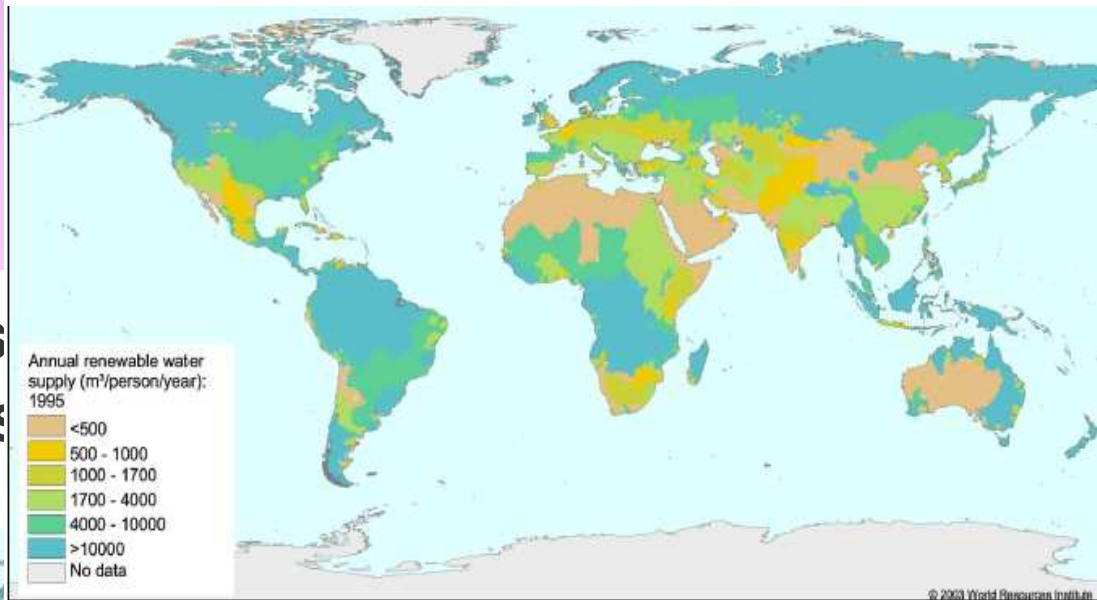 Annual renewable water
supply (m³/person/year):
1995
<500
500 - 1000
1000 - 1700
1700 - 4000
4000 - 10000
>10000
No data
© 2003 World Resources Institute